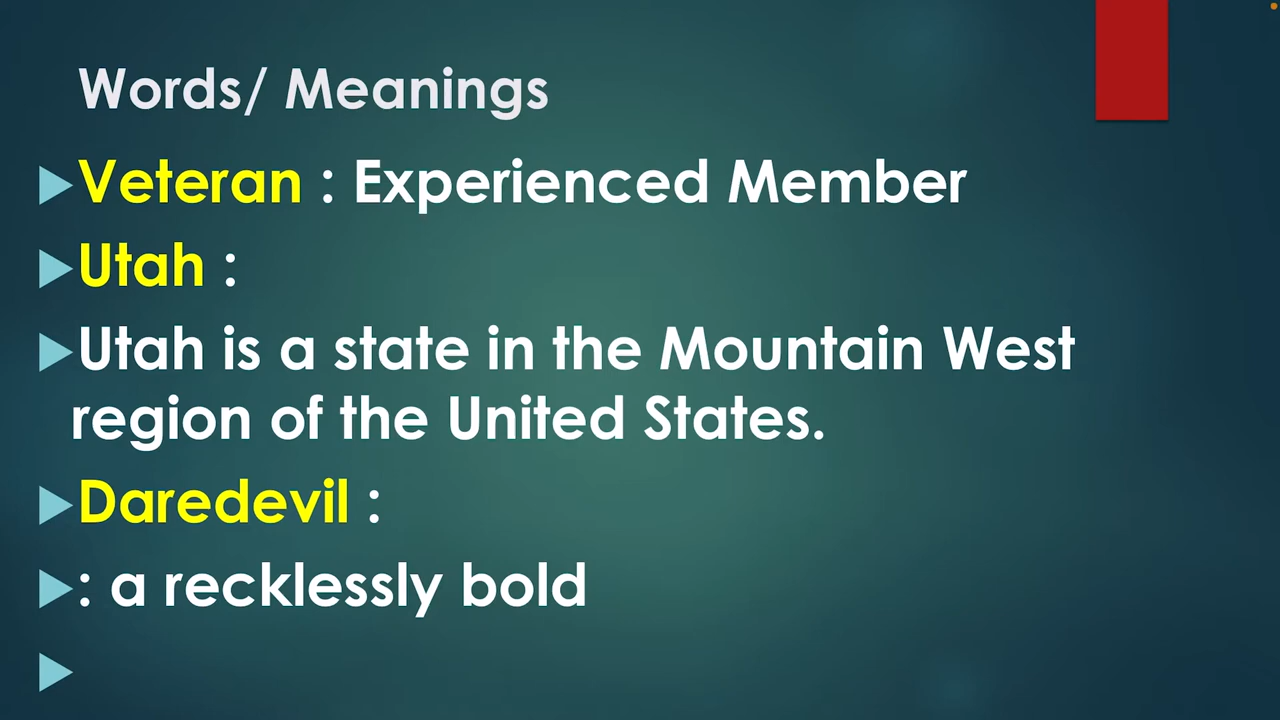 Words/ Meanings
Veteran : Experienced Member
Utah :
Utah is a state in the Mountain West
region of the United States.
Daredevil :
: a recklessly bold